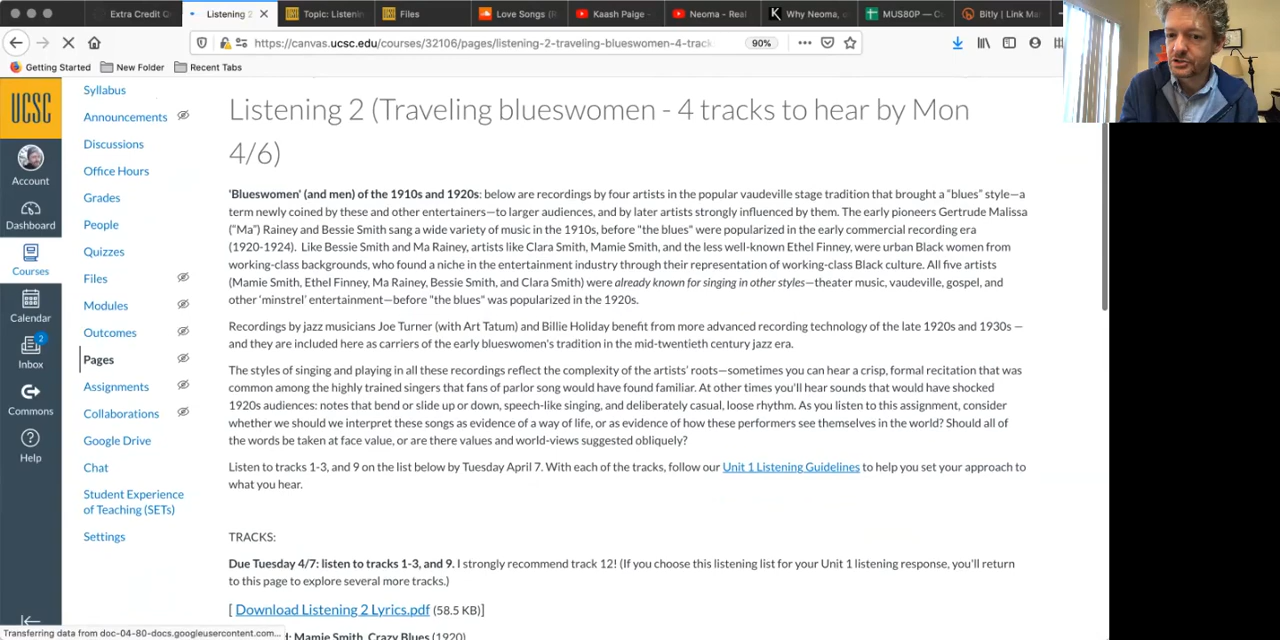 Extra Credit
Listening 2
Topic: Listenin
Files
Love Songs (
Kaash Paige -
Neoma - Real
Why Neoma, u
MUS80P — C
Bitly | Link Ma
https://canvas.ucsc.edu/courses/32106/pages/listening-2-traveling-blueswomen-4-track
90%
Getting Started
New Folder
Recent Tabs
UCSC
Account
Dashboard
Courses
Calendar
2
Inbox
Commons
Help
Syllabus
Announcements
Discussions
Office Hours
Grades
People
Quizzes
Files
Modules
Outcomes
Pages
Assignments
Collaborations
Google Drive
Chat
Student Experience
of Teaching (SETs)
Settings
Listening 2 (Traveling blueswomen - 4 tracks to hear by Mon
4/6)
'Blueswomen' (and men) of the 1910s and 1920s: below are recordings by four artists in the popular vaudeville stage tradition that brought a "blues" style—a
term newly coined by these and other entertainers—to larger audiences, and by later artists strongly influenced by them. The early pioneers Gertrude Malissa
("Ma") Rainey and Bessie Smith sang a wide variety of music in the 1910s, before "the blues" were popularized in the early commercial recording era
(1920-1924). Like Bessie Smith and Ma Rainey, artists like Clara Smith, Mamie Smith, and the less well-known Ethel Finney, were urban Black women from
working-class backgrounds, who found a niche in the entertainment industry through their representation of working-class Black culture. All five artists
(Mamie Smith, Ethel Finney, Ma Rainey, Bessie Smith, and Clara Smith) were already known for singing in other styles—theater music, vaudeville, gospel, and
other 'minstrel' entertainment—before "the blues" was popularized in the 1920s.
Recordings by jazz musicians Joe Turner (with Art Tatum) and Billie Holiday benefit from more advanced recording technology of the late 1920s and 1930s —
and they are included here as carriers of the early blueswomen's tradition in the mid-twentieth century jazz era.
The styles of singing and playing in all these recordings reflect the complexity of the artists' roots—sometimes you can hear a crisp, formal recitation that was
common among the highly trained singers that fans of parlor song would have found familiar. At other times you'll hear sounds that would have shocked
1920s audiences: notes that bend or slide up or down, speech-like singing, and deliberately casual, loose rhythm. As you listen to this assignment, consider
whether we should we interpret these songs as evidence of a way of life, or as evidence of how these performers see themselves in the world? Should all of
the words be taken at face value, or are there values and world-views suggested obliquely?
Listen to tracks 1-3, and 9 on the list below by Tuesday April 7. With each of the tracks, follow our Unit 1 Listening Guidelines to help you set your approach to
what you hear.
TRACKS:
Due Tuesday 4/7: listen to tracks 1-3, and 9. I strongly recommend track 12! (If you choose this listening list for your Unit 1 listening response, you'll return
to this page to explore several more tracks.)
[ Download Listening 2 Lyrics.pdf (58.5 KB)]
Mamie Smith, Crazy Blues (1920)
Transferring data from doc-04-80-docs.googleusercontent.com...